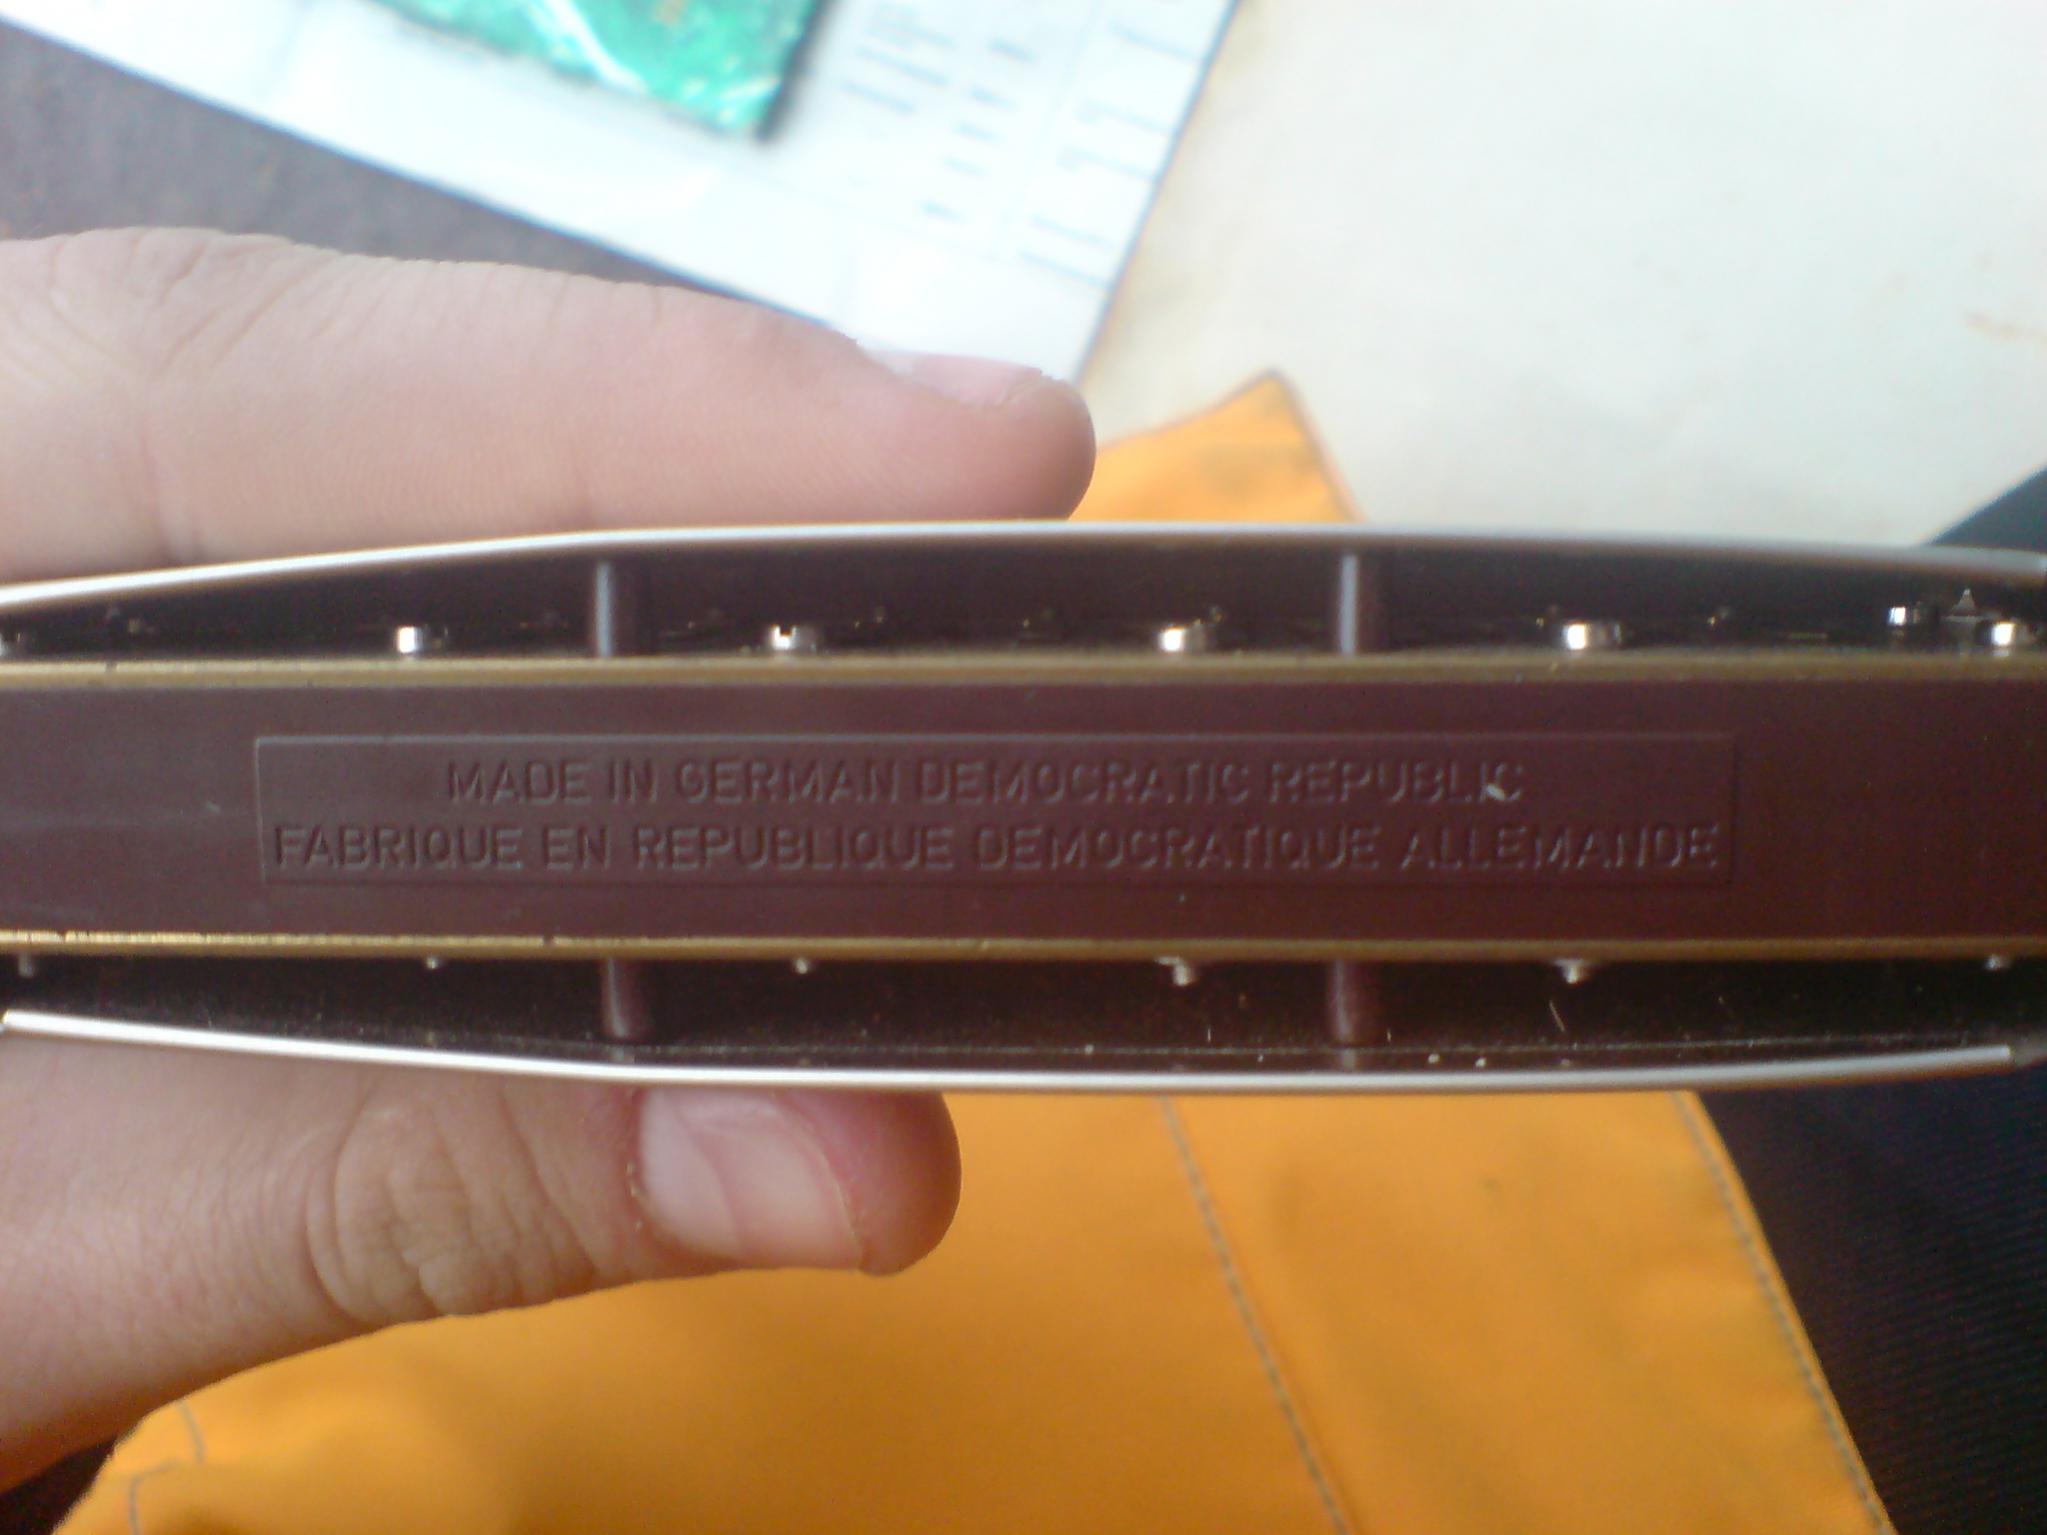 MADE IN GERMAN DEMOCRATIC REPUBLIC
FABRIQUE EN REPUBLIQUE DEMOCRATIQUE ALLEMANDE